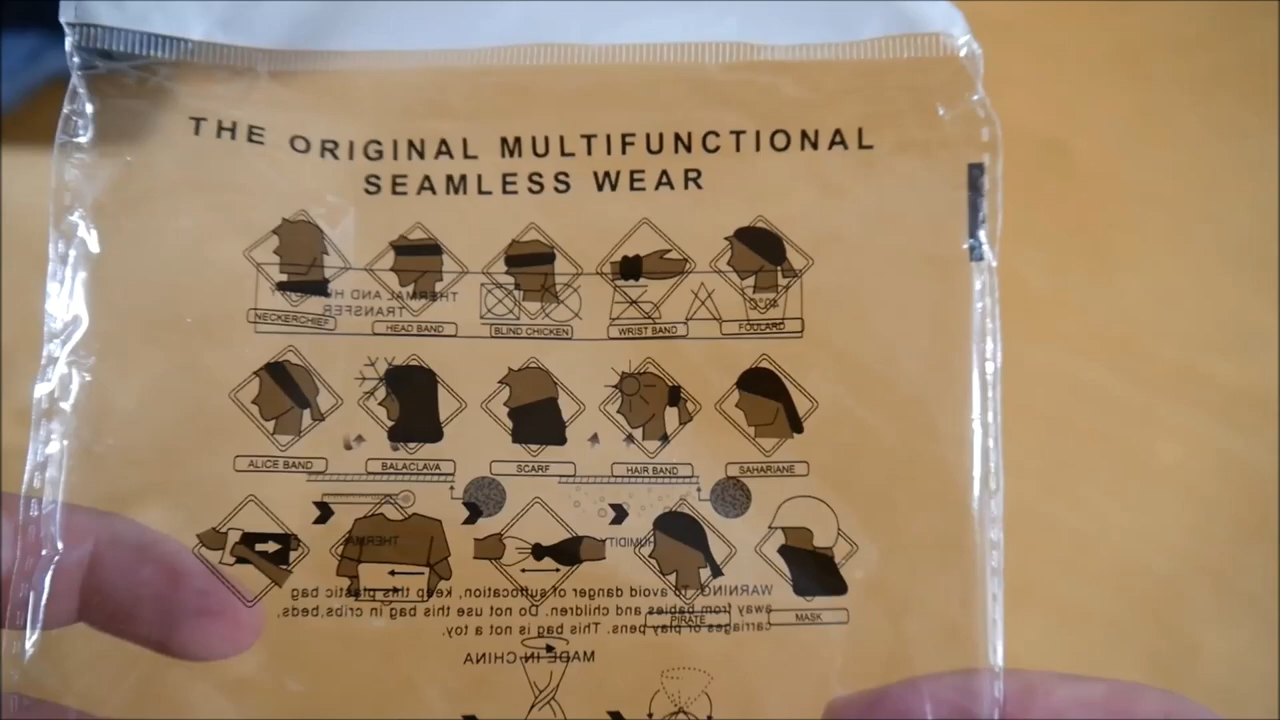 THE ORIGINAL MULTIFUNCTIONAL
SEAMLESS WEAR
THERMAL AND HUMIDITY
TRANSFER
40°C
NECKERCHIEF
HEAD BAND
BLIND CHICKEN
WRIST BAND
FOULARD
ALICE BAND
BALACLAVA
SCARF
HAIR BAND
SAHARIANE
THERMAL
HUMIDITY
WARNING: To avoid danger of suffocation, keep this plastic bag
away from babies and children. Do not use this bag in cribs,beds,
carriages or play pens. This bag is not a toy.
PIRATE
MASK
MADE IN CHINA